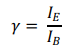 γ = I_E / I_B